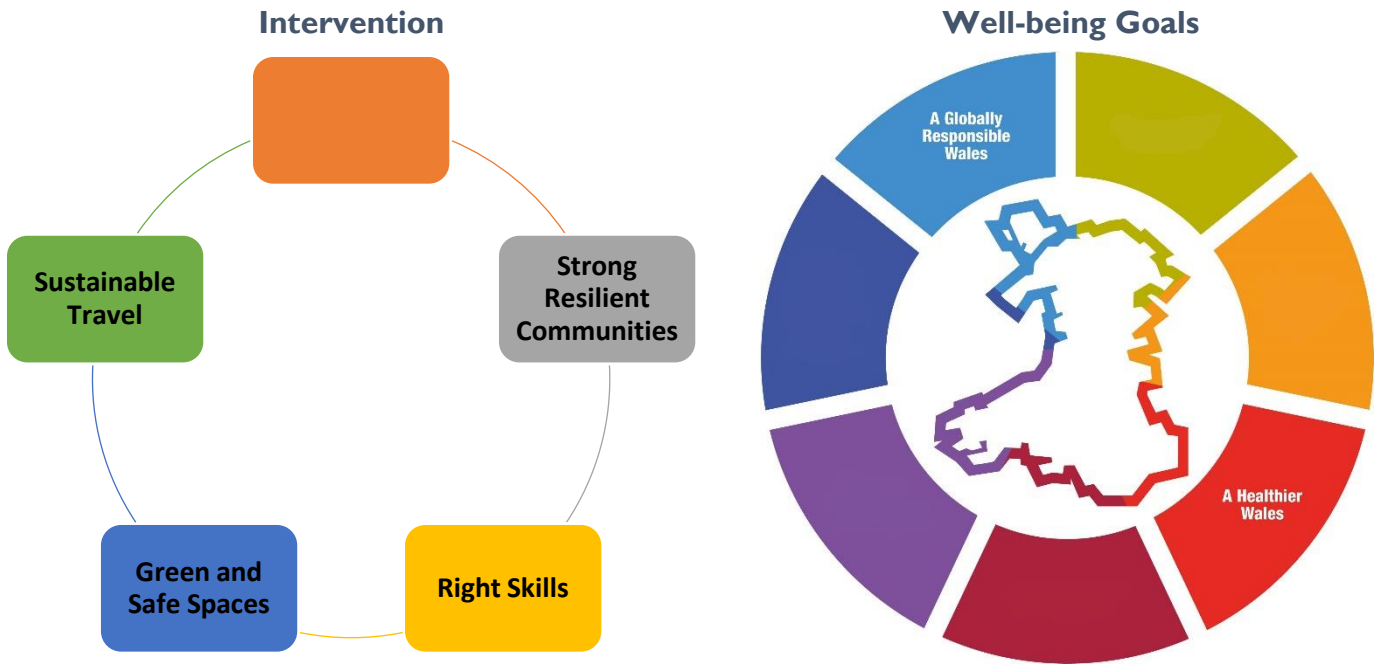 Intervention
Sustainable
Travel
Strong
Resilient
Communities
Green and
Safe Spaces
Right Skills
Well-being Goals
A Globally
Responsible
Wales
A Healthier
Wales